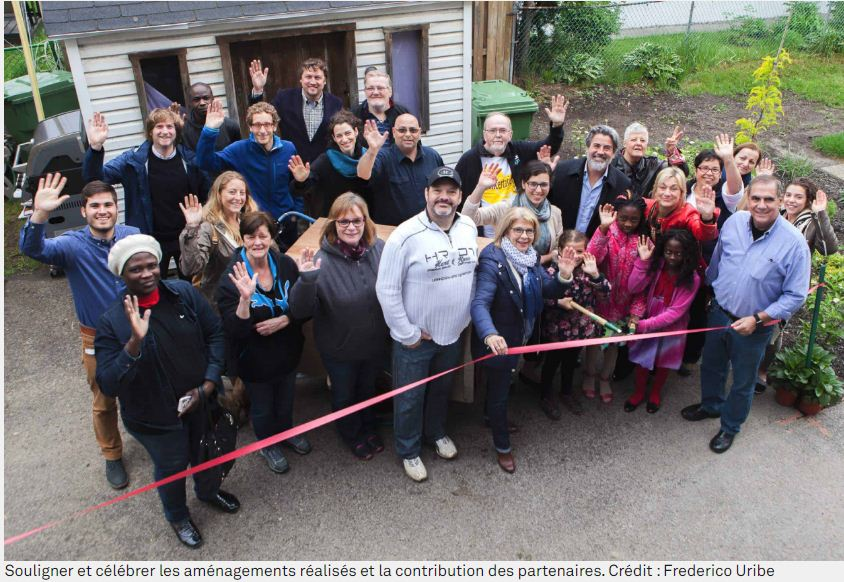 Souligner et célébrer les aménagements réalisés et la contribution des partenaires. Crédit : Frederico Uribe